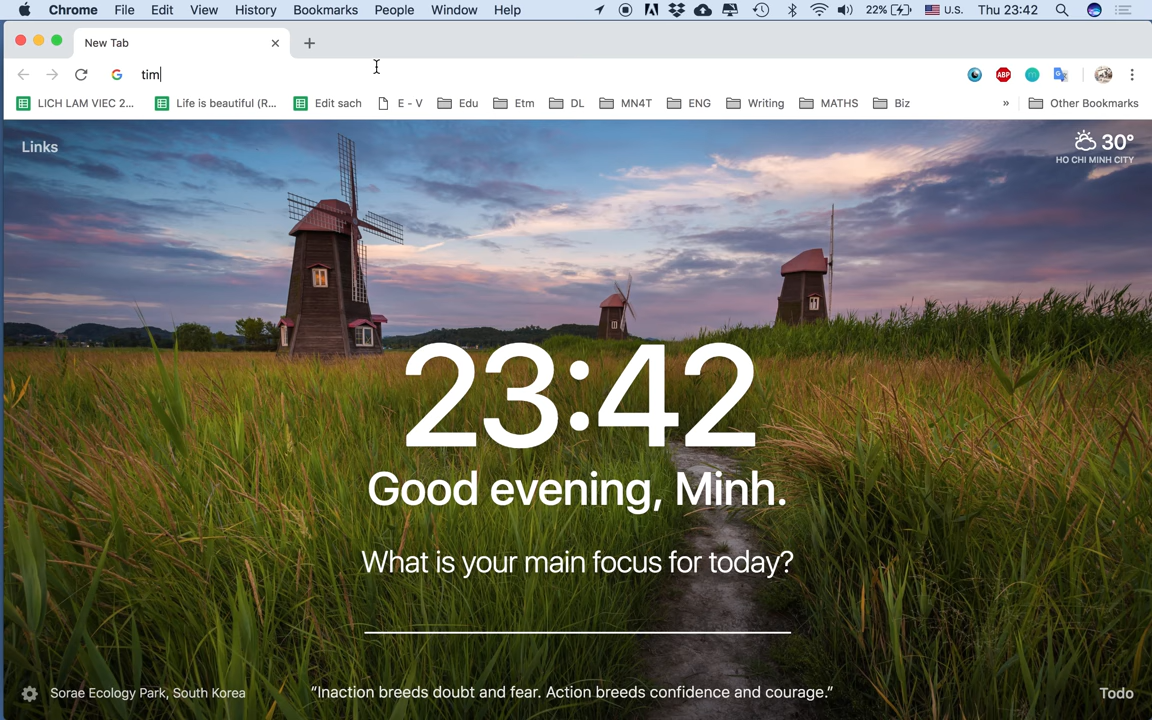 Chrome File Edit View History Bookmarks People Window Help 22% U.S. Thu 23:42
New Tab
tim
ABP
LICH LAM VIEC 2... Life is beautiful (R... Edit sach E - V Edu Etm DL MN4T ENG Writing MATHS Biz » Other Bookmarks
Links
30°
HO CHI MINH CITY
23:42
Good evening, Minh.
What is your main focus for today?
Sorae Ecology Park, South Korea
“Inaction breeds doubt and fear. Action breeds confidence and courage.”
Todo